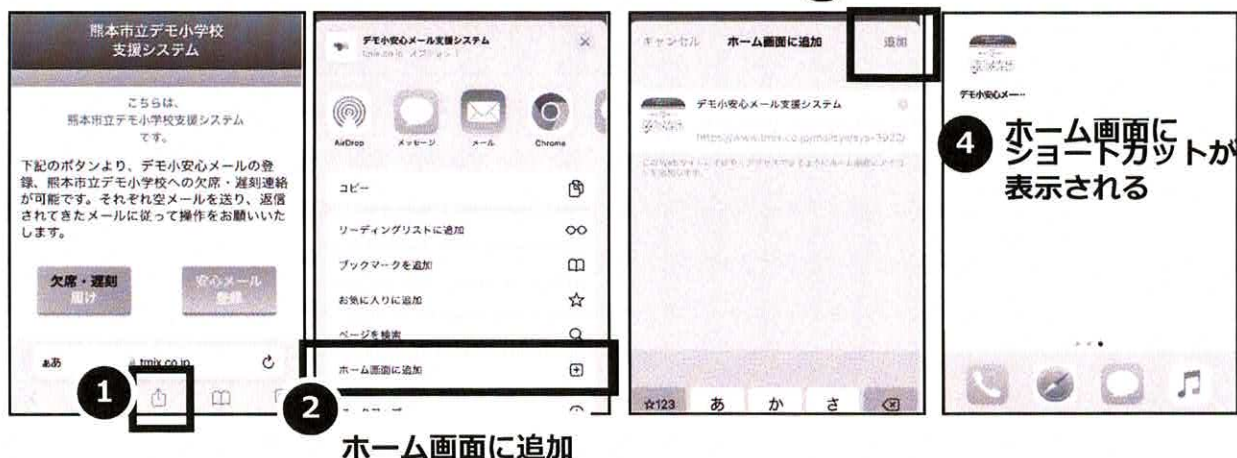 熊本市立デモ小学校
支援システム
こちらは、
熊本市立デモ小学校支援システム
です。
下記のボタンより、デモ小安心メールの登
録、熊本市立デモ小学校への欠席・遅刻連絡
が可能です。それぞれ空メールを送り、返信
されてきたメールに従って操作をお願いいた
します。
欠席・遅刻
届け
安心メール
登録
ぁあ
tmix.co.jp
1
デモ小安心メール支援システム
tmix.co.jp オプション
AirDrop
メッセージ
メール
Chrome
コピー
リーディングリストに追加
ブックマークを追加
お気に入りに追加
ページを検索
ホーム画面に追加
2
ホーム画面に追加
キャンセル
ホーム画面に追加
追加
デモ小安心メール支援システム
☆123
あ
か
さ
デモ小安心メー…
4
ホーム画面に
ショートカットが
表示される